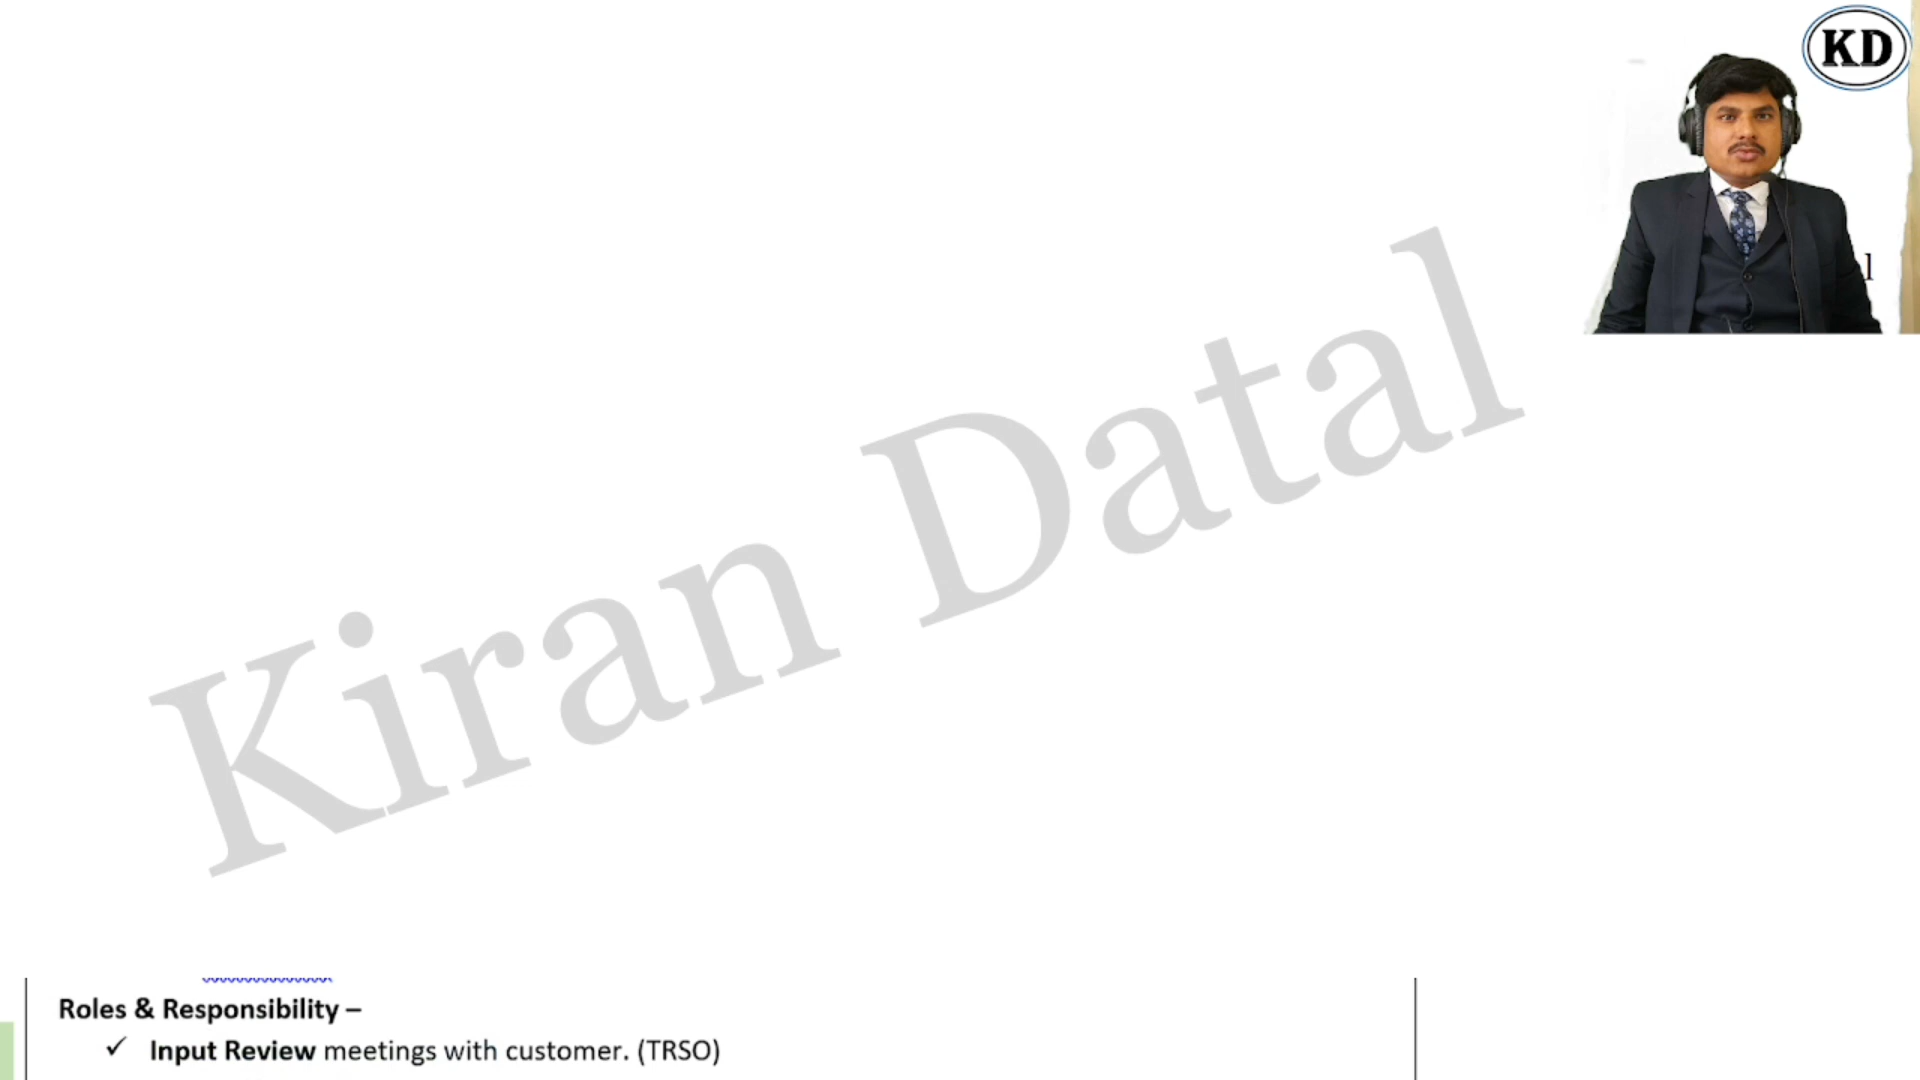 KD
l
Kiran Datal
Roles & Responsibility –
✓ Input Review meetings with customer. (TRSO)